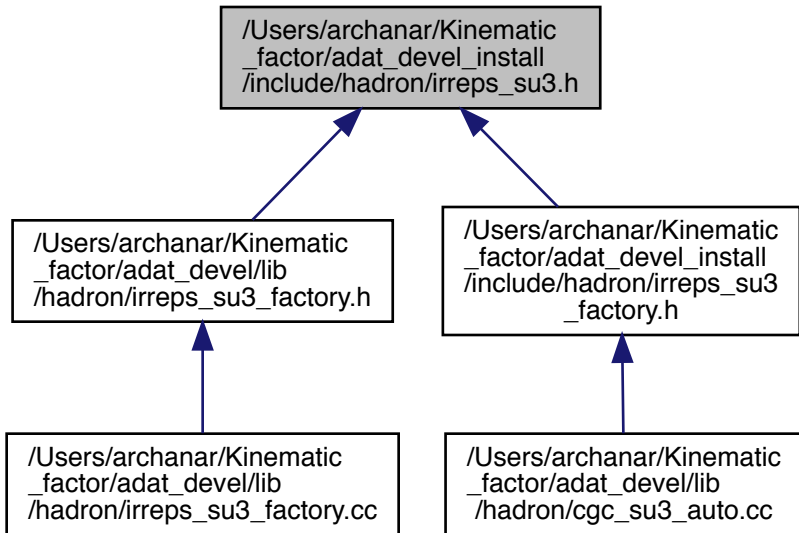 /Users/archanar/Kinematic
_factor/adat_devel_install
/include/hadron/irreps_su3.h
/Users/archanar/Kinematic
_factor/adat_devel/lib
/hadron/irreps_su3_factory.h
/Users/archanar/Kinematic
_factor/adat_devel_install
/include/hadron/irreps_su3
_factory.h
/Users/archanar/Kinematic
_factor/adat_devel/lib
/hadron/irreps_su3_factory.cc
/Users/archanar/Kinematic
_factor/adat_devel/lib
/hadron/cgc_su3_auto.cc